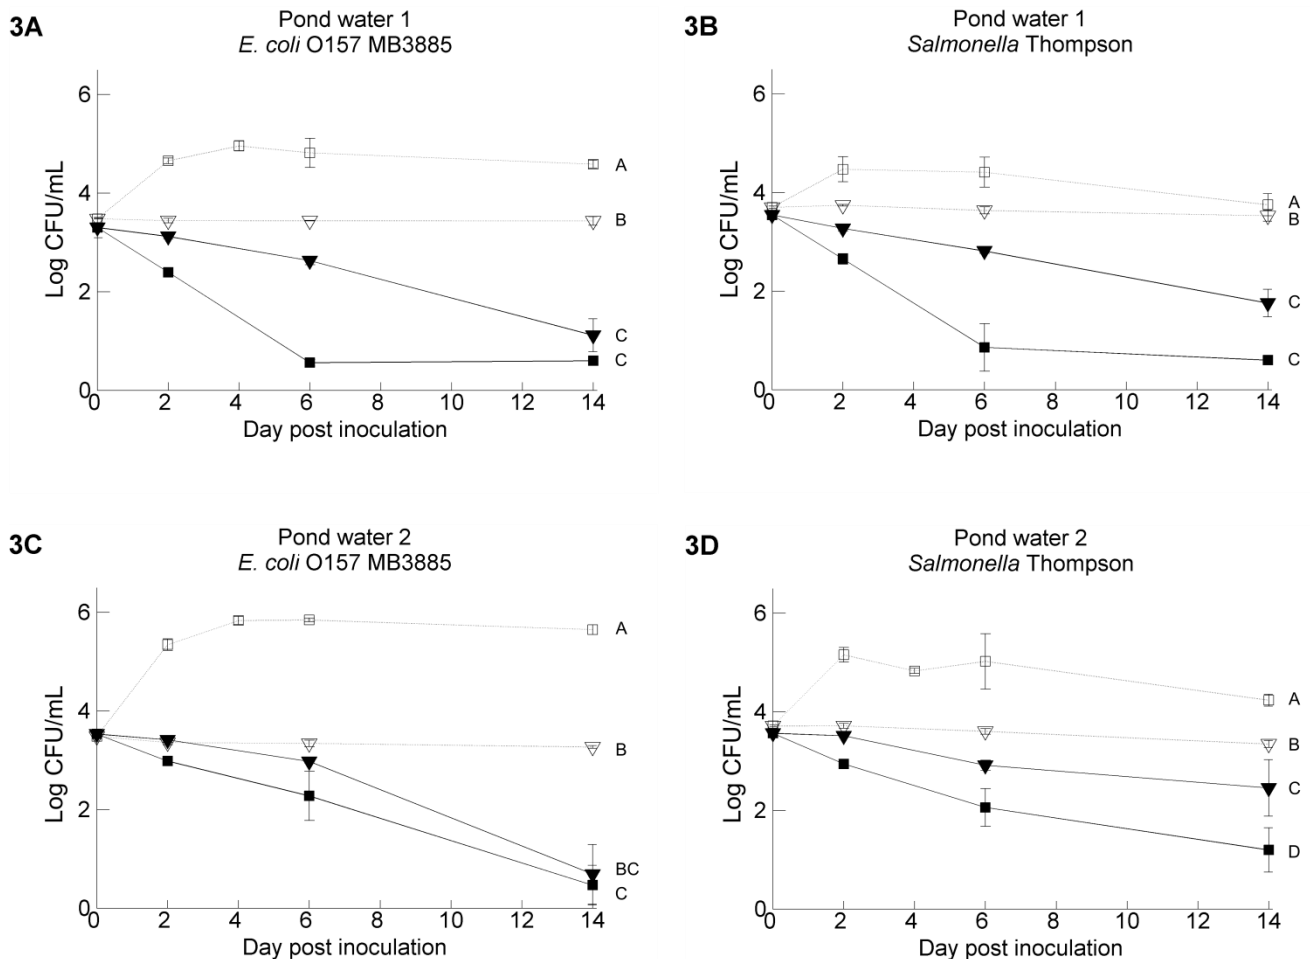 3A
Pond water 1
E. coli O157 MB3885
6
4
2
0
Log CFU/mL
A
B
C
C
0 2 4 6 8 10 12 14
Day post inoculation
3B
Pond water 1
Salmonella Thompson
6
4
2
0
Log CFU/mL
A
B
C
C
0 2 4 6 8 10 12 14
Day post inoculation
3C
Pond water 2
E. coli O157 MB3885
6
4
2
0
Log CFU/mL
A
B
BC
C
0 2 4 6 8 10 12 14
Day post inoculation
3D
Pond water 2
Salmonella Thompson
6
4
2
0
Log CFU/mL
A
B
C
D
0 2 4 6 8 10 12 14
Day post inoculation